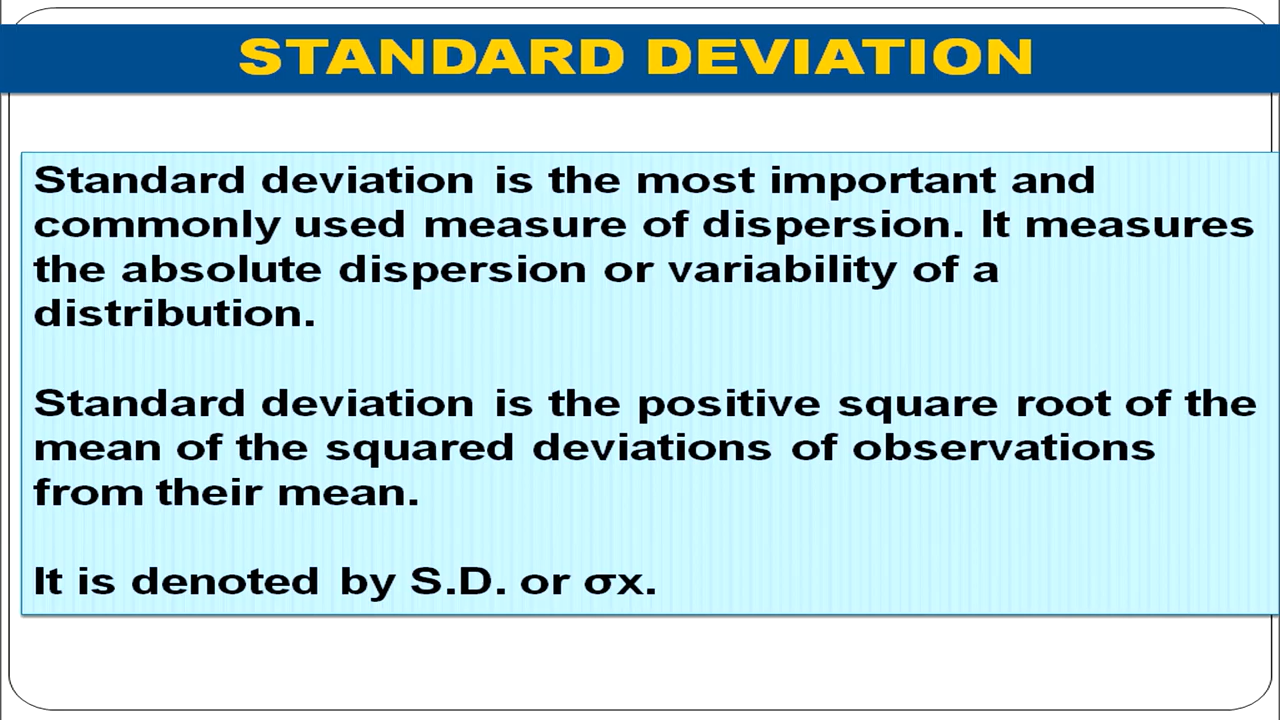 STANDARD DEVIATION
Standard deviation is the most important and
commonly used measure of dispersion. It measures
the absolute dispersion or variability of a
distribution.
Standard deviation is the positive square root of the
mean of the squared deviations of observations
from their mean.
It is denoted by S.D. or σx.